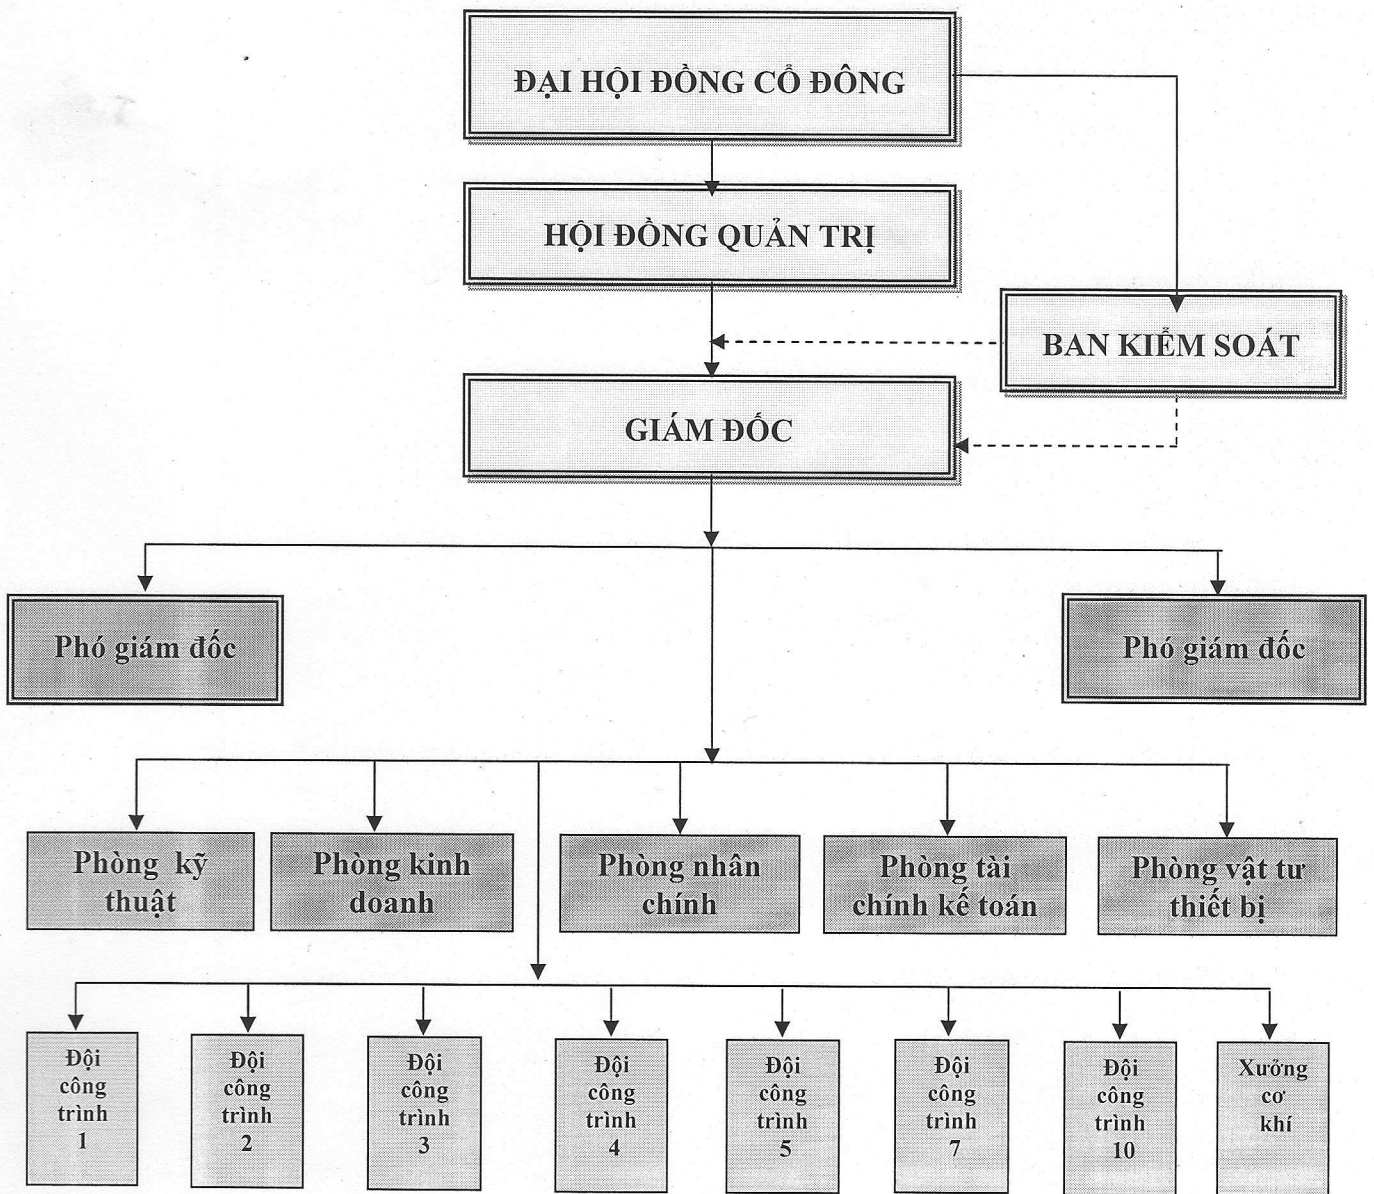 ĐẠI HỘI ĐỒNG CỔ ĐÔNG
HỘI ĐỒNG QUẢN TRỊ
BAN KIỂM SOÁT
GIÁM ĐỐC
Phó giám đốc
Phó giám đốc
Phòng kỹ
thuật
Phòng kinh
doanh
Phòng nhân
chính
Phòng tài
chính kế toán
Phòng vật tư
thiết bị
Đội
công
trình
1
Đội
công
trình
2
Đội
công
trình
3
Đội
công
trình
4
Đội
công
trình
5
Đội
công
trình
7
Đội
công
trình
10
Xưởng
cơ
khí